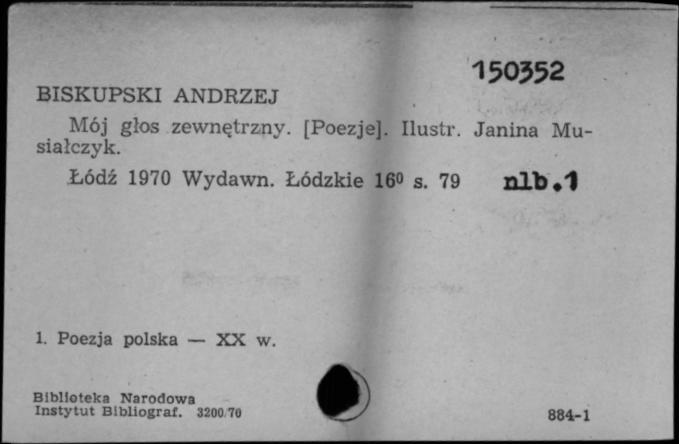 150352
BISKUPSKI ANDRZEJ
Mój głos zewnętrzny. [Poezje]. Ilustr. Janina Mu-
siałczyk.
Łódź 1970 Wydawn. Łódzkie 16⁰ s. 79 nlb.1
1. Poezja polska — XX w.
Biblioteka Narodowa
Instytut Bibliograf. 3200/70
884-1